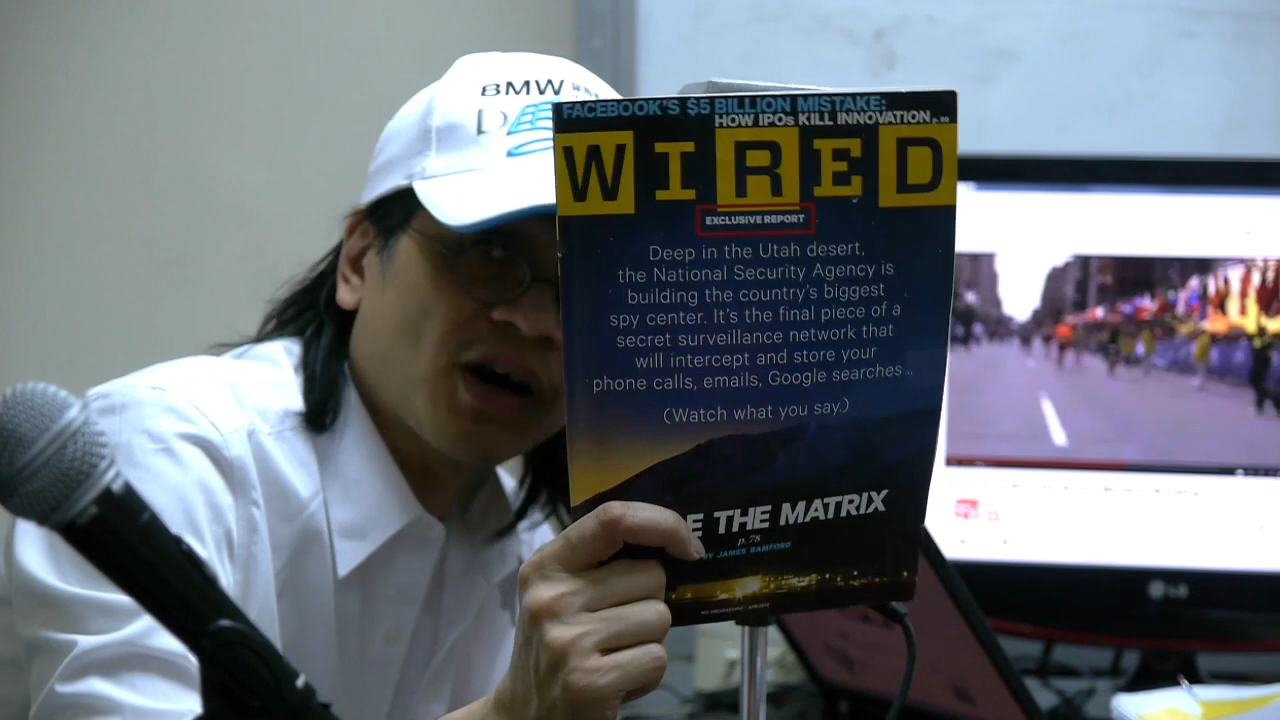 BMW
D
FACEBOOK'S $5 BILLION MISTAKE:
HOW IPOs KILL INNOVATION
WIRED
EXCLUSIVE REPORT
Deep in the Utah desert,
the National Security Agency is
building the country's biggest
spy center. It's the final piece of a
secret surveillance network that
will intercept and store your
phone calls, emails, Google searches...
(Watch what you say.)
E THE MATRIX
p. 78
BY JAMES BAMFORD
LG